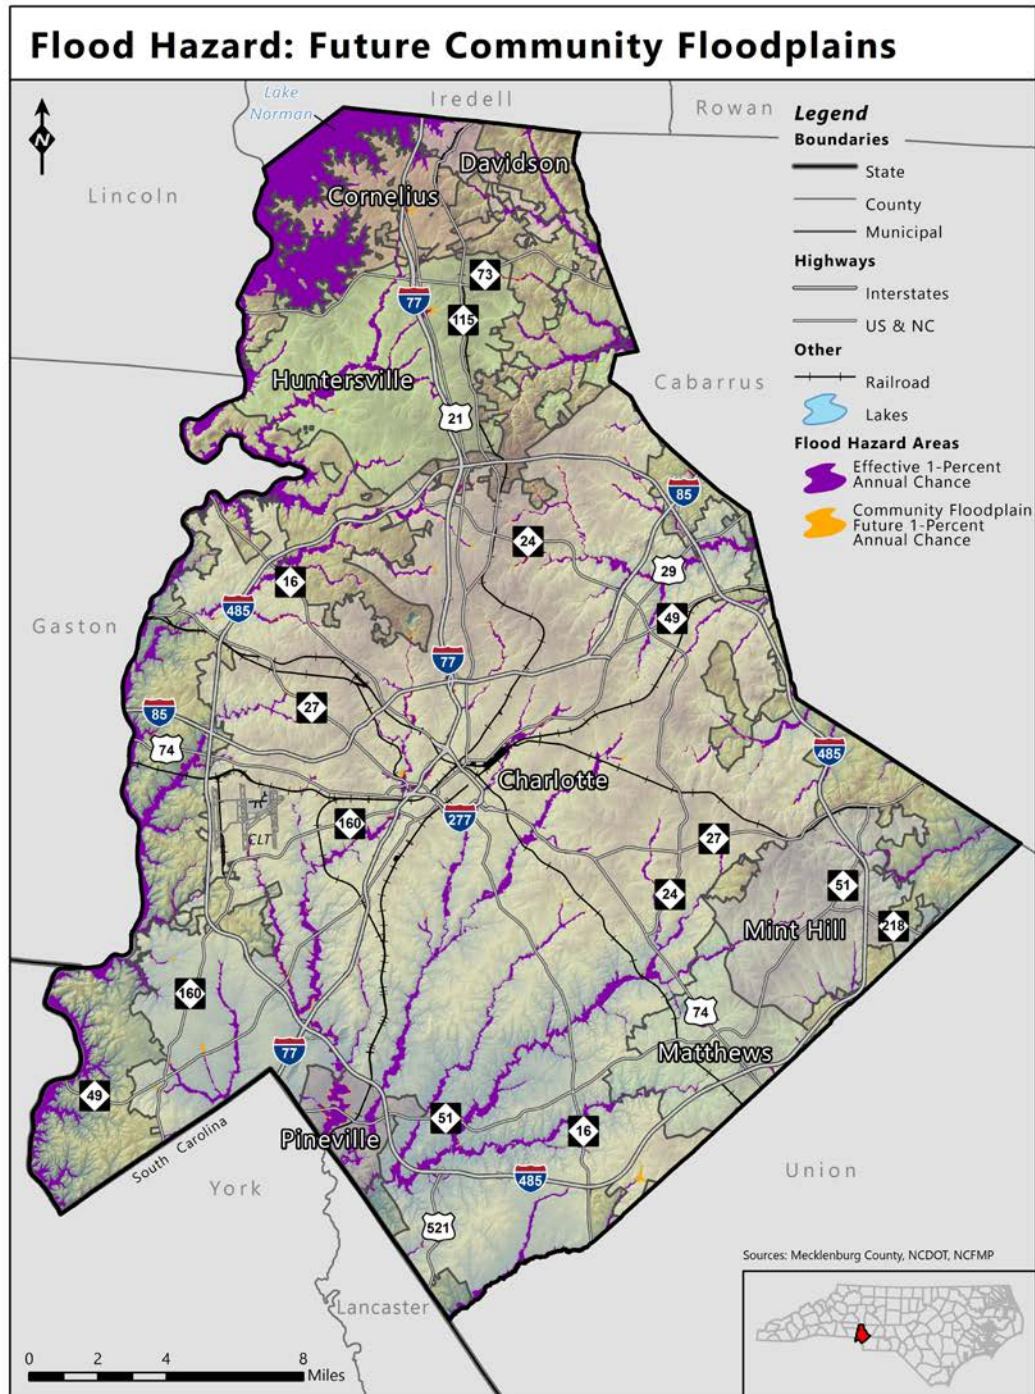 Flood Hazard: Future Community Floodplains
Lake
Norman
Iredell
Rowan
N
Lincoln
Davidson
Cornelius
73
77
115
Huntersville
Cabarrus
21
85
24
29
16
485
49
Gaston
77
27
85
74
485
Charlotte
CLT
160
277
27
51
24
Mint Hill
218
160
74
77
Matthews
49
51
16
Pineville
South Carolina
485
York
Union
521
Lancaster
Legend
Boundaries
State
County
Municipal
Highways
Interstates
US & NC
Other
Railroad
Lakes
Flood Hazard Areas
Effective 1-Percent
Annual Chance
Community Floodplain
Future 1-Percent
Annual Chance
Sources: Mecklenburg County, NCDOT, NCFMP
0 2 4 8
Miles